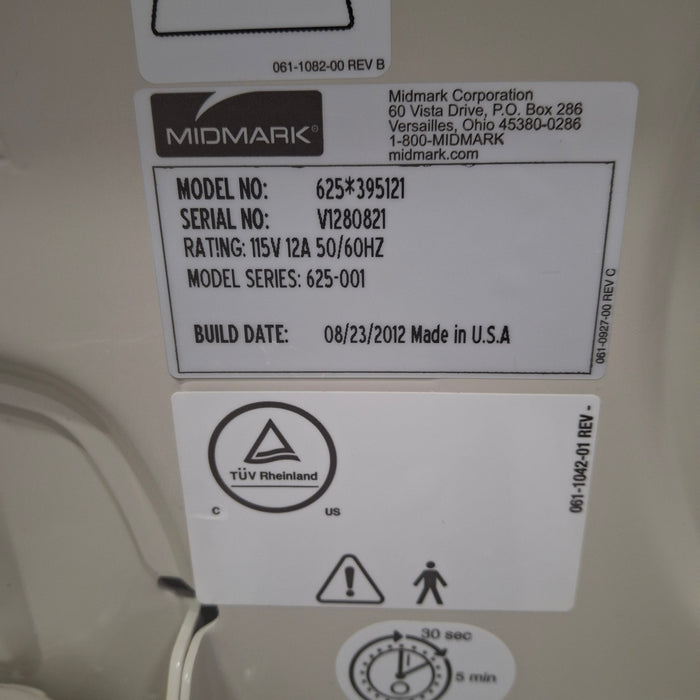 061-1082-00 REV B
MIDMARK®
Midmark Corporation
60 Vista Drive, P.O. Box 286
Versailles, Ohio 45380-0286
1-800-MIDMARK
midmark.com
MODEL NO: 625*395121
SERIAL NO: V1280821
RATING: 115V 12A 50/60HZ
MODEL SERIES: 625-001
BUILD DATE: 08/23/2012 Made in U.S.A
061-0927-00 REV C
TÜV Rheinland
C US
061-1042-01 REV -
30 sec
5 min